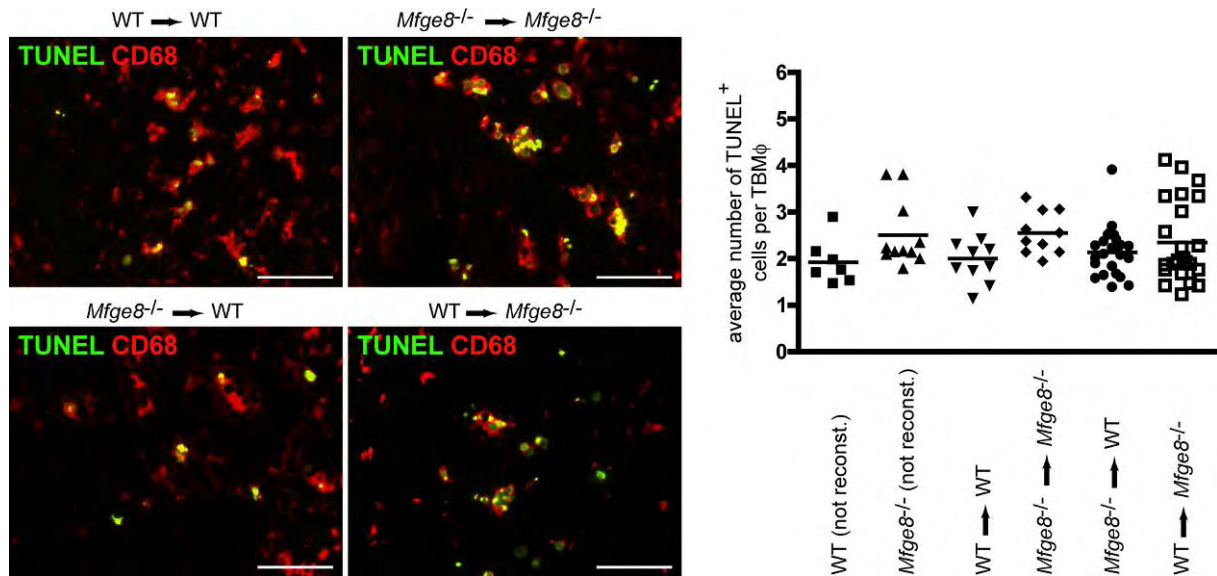 WT → WT
Mfge8-/- → Mfge8-/-
TUNEL CD68
TUNEL CD68
Mfge8-/- → WT
WT → Mfge8-/-
TUNEL CD68
TUNEL CD68
average number of TUNEL+
cells per TBMϕ
6
5
4
3
2
1
0
WT (not reconst.)
Mfge8-/- (not reconst.)
WT → WT
Mfge8-/- → Mfge8-/-
Mfge8-/- → WT
WT → Mfge8-/-